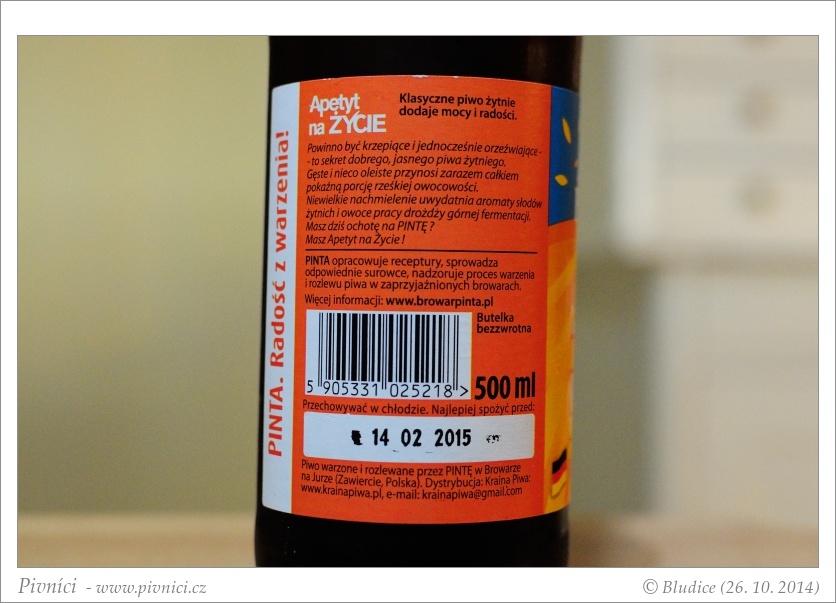 PINTA. Radość z warzenia!
Apętyt
na ŻYCIE
Klasyczne piwo żytnie
dodaje mocy i radości.
Powinno być krzepiące i jednocześnie orzeźwiające -
- to sekret dobrego, jasnego piwa żytniego.
Gęste i nieco oleiste przynosi zarazem całkiem
pokaźną porcję rześkiej owocowości.
Niewielkie nachmielenie uwydatnia aromaty słodów
żytnich i owoce pracy drożdży górnej fermentacji.
Masz dziś ochotę na PINTĘ ?
Masz Apetyt na Życie !
PINTA opracowuje receptury, sprowadza
odpowiednie surowce, nadzoruje proces warzenia
i rozlewu piwa w zaprzyjaźnionych browarach.
Więcej informacji: www.browarpinta.pl
Butelka
bezzwrotna
5 905331 025218 >
500 ml
Przechowywać w chłodzie. Najlepiej spożyć przed:
14 02 2015
Piwo warzone i rozlewane przez PINTĘ w Browarze
na Jurze (Zawiercie, Polska). Dystrybucja: Kraina Piwa:
www.krainapiwa.pl, e-mail: krainapiwa@gmail.com
Pivníci - www.pivnici.cz
© Bludice (26. 10. 2014)